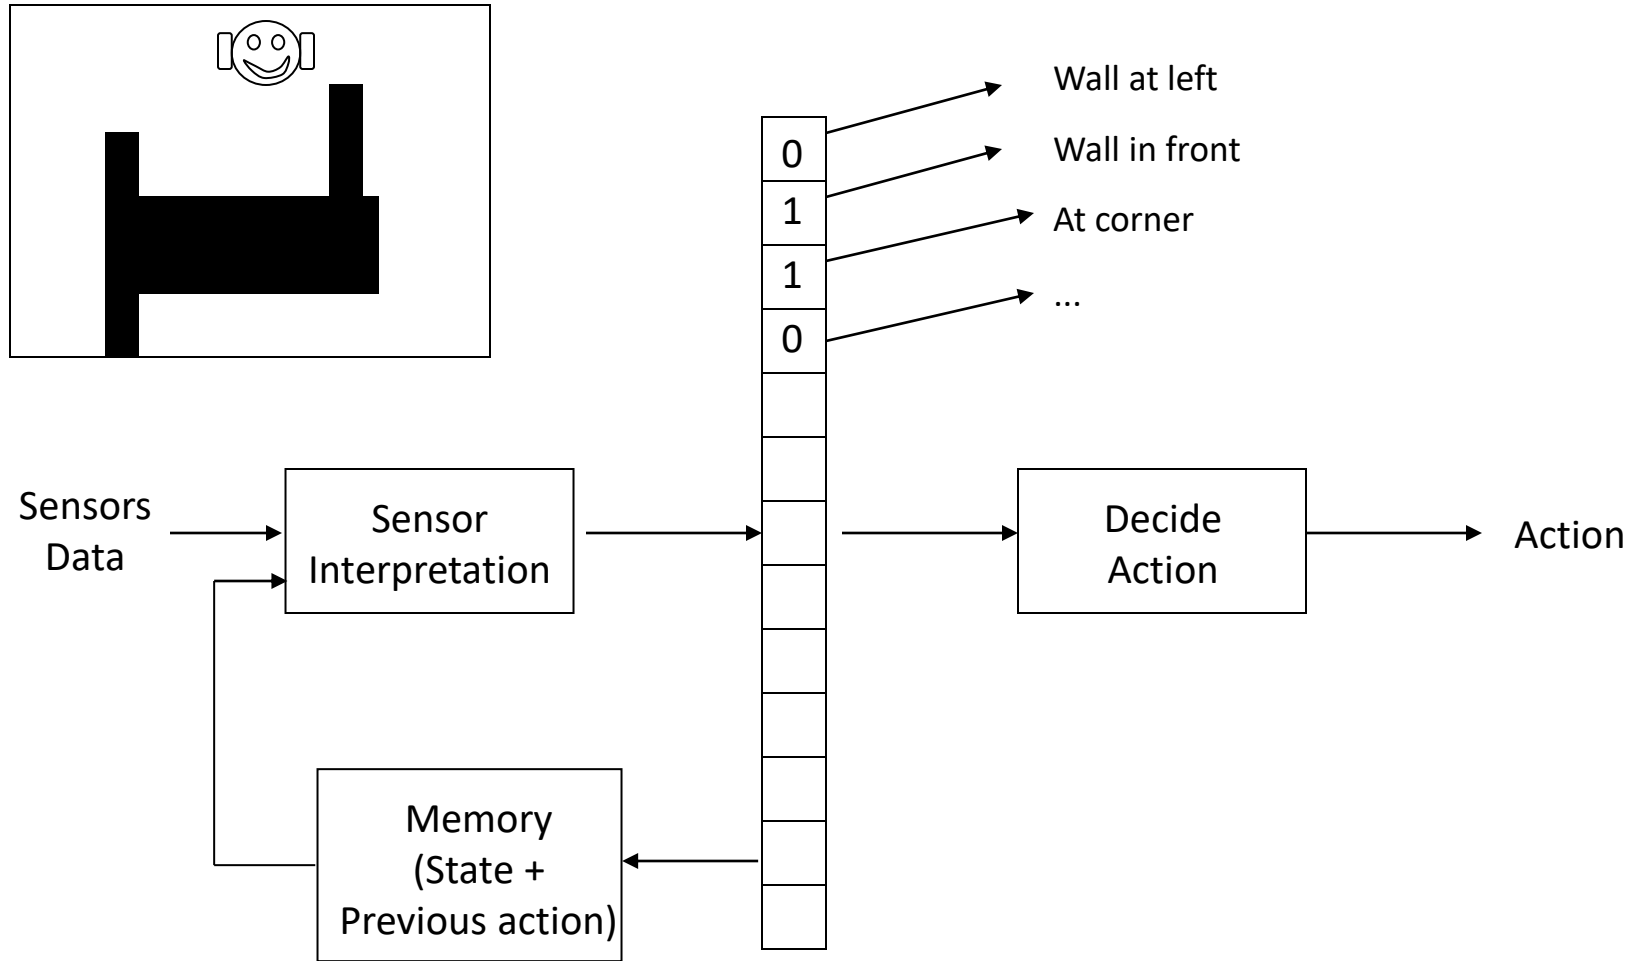 Wall at left
0
Wall in front
1
At corner
1
...
0
Sensors
Data
Sensor
Interpretation
Decide
Action
Action
Memory
(State +
Previous action)